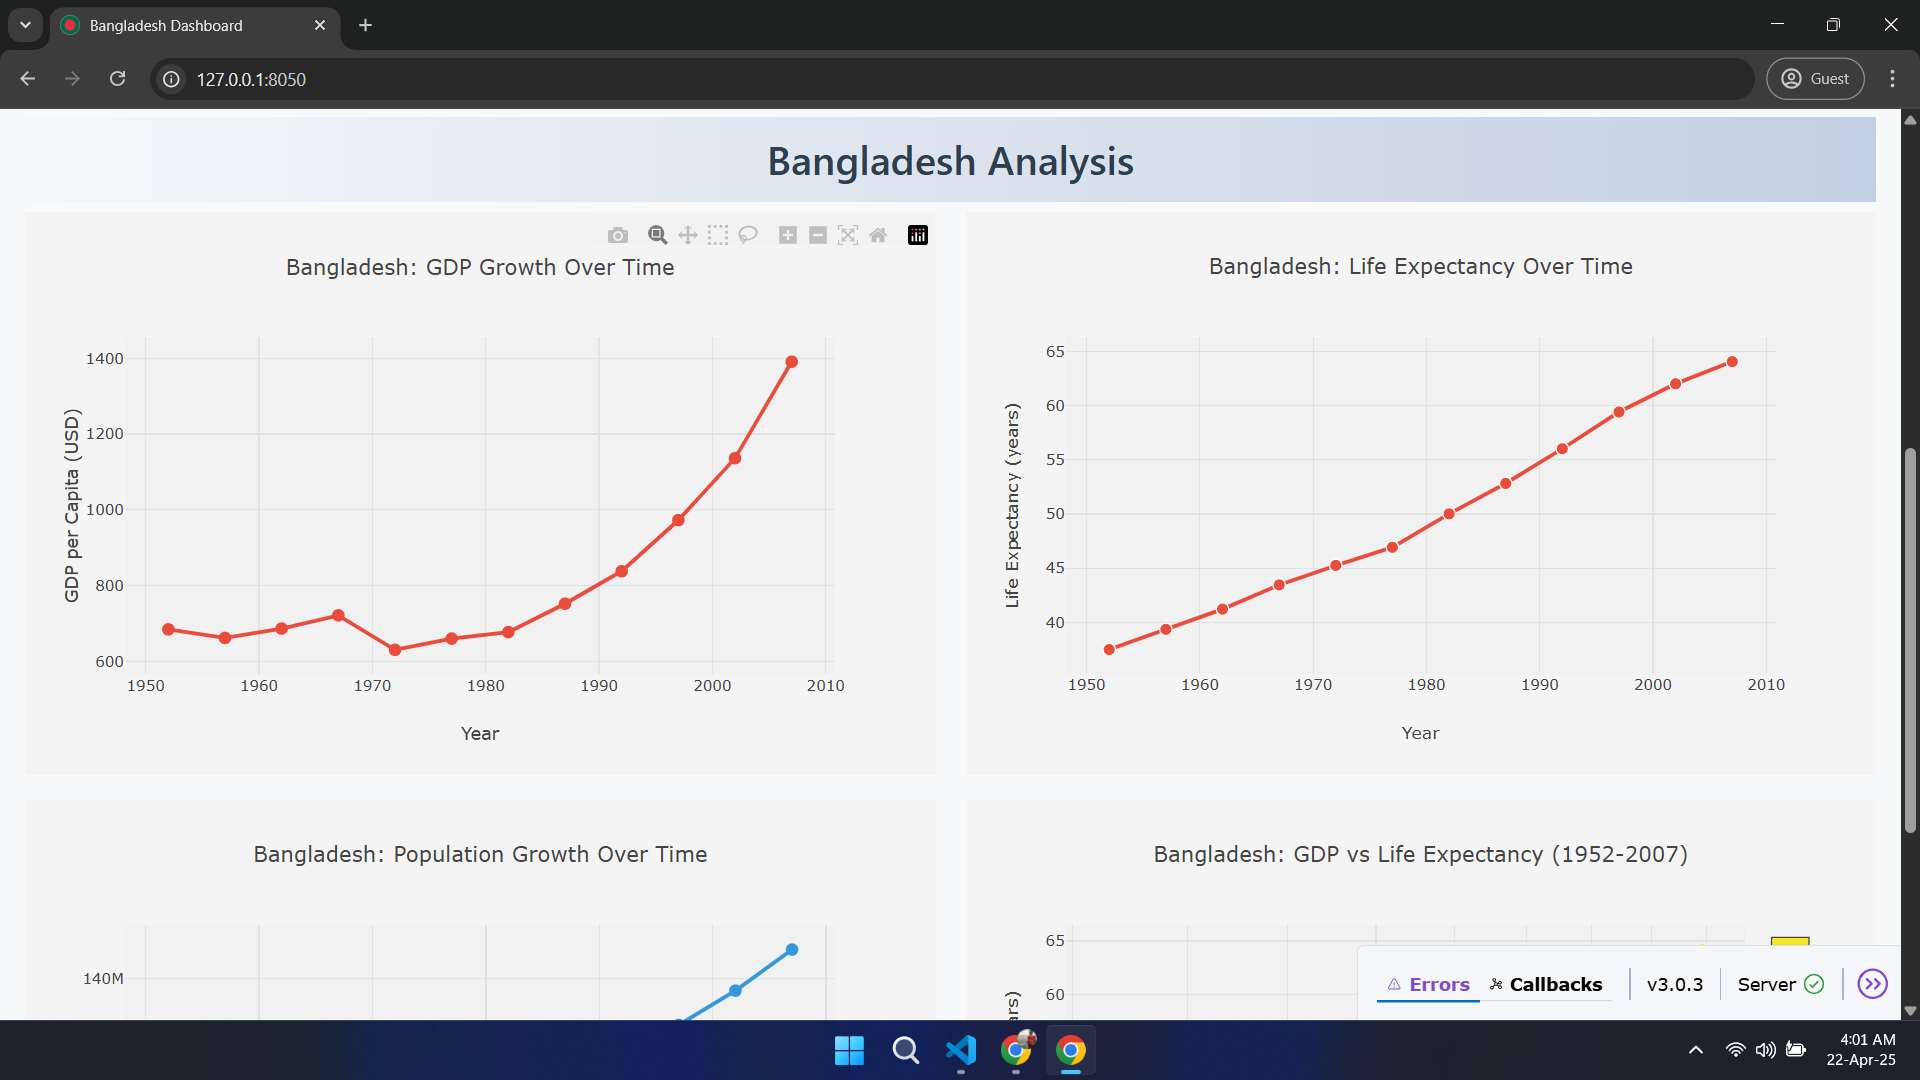 Bangladesh Dashboard
127.0.0.1:8050
Guest
Bangladesh Analysis
Bangladesh: GDP Growth Over Time
GDP per Capita (USD)
1400
1200
1000
800
600
1950 1960 1970 1980 1990 2000 2010
Year
Bangladesh: Life Expectancy Over Time
Life Expectancy (years)
65
60
55
50
45
40
1950 1960 1970 1980 1990 2000 2010
Year
Bangladesh: Population Growth Over Time
140M
Bangladesh: GDP vs Life Expectancy (1952-2007)
65
60
Errors Callbacks v3.0.3 Server
4:01 AM
22-Apr-25